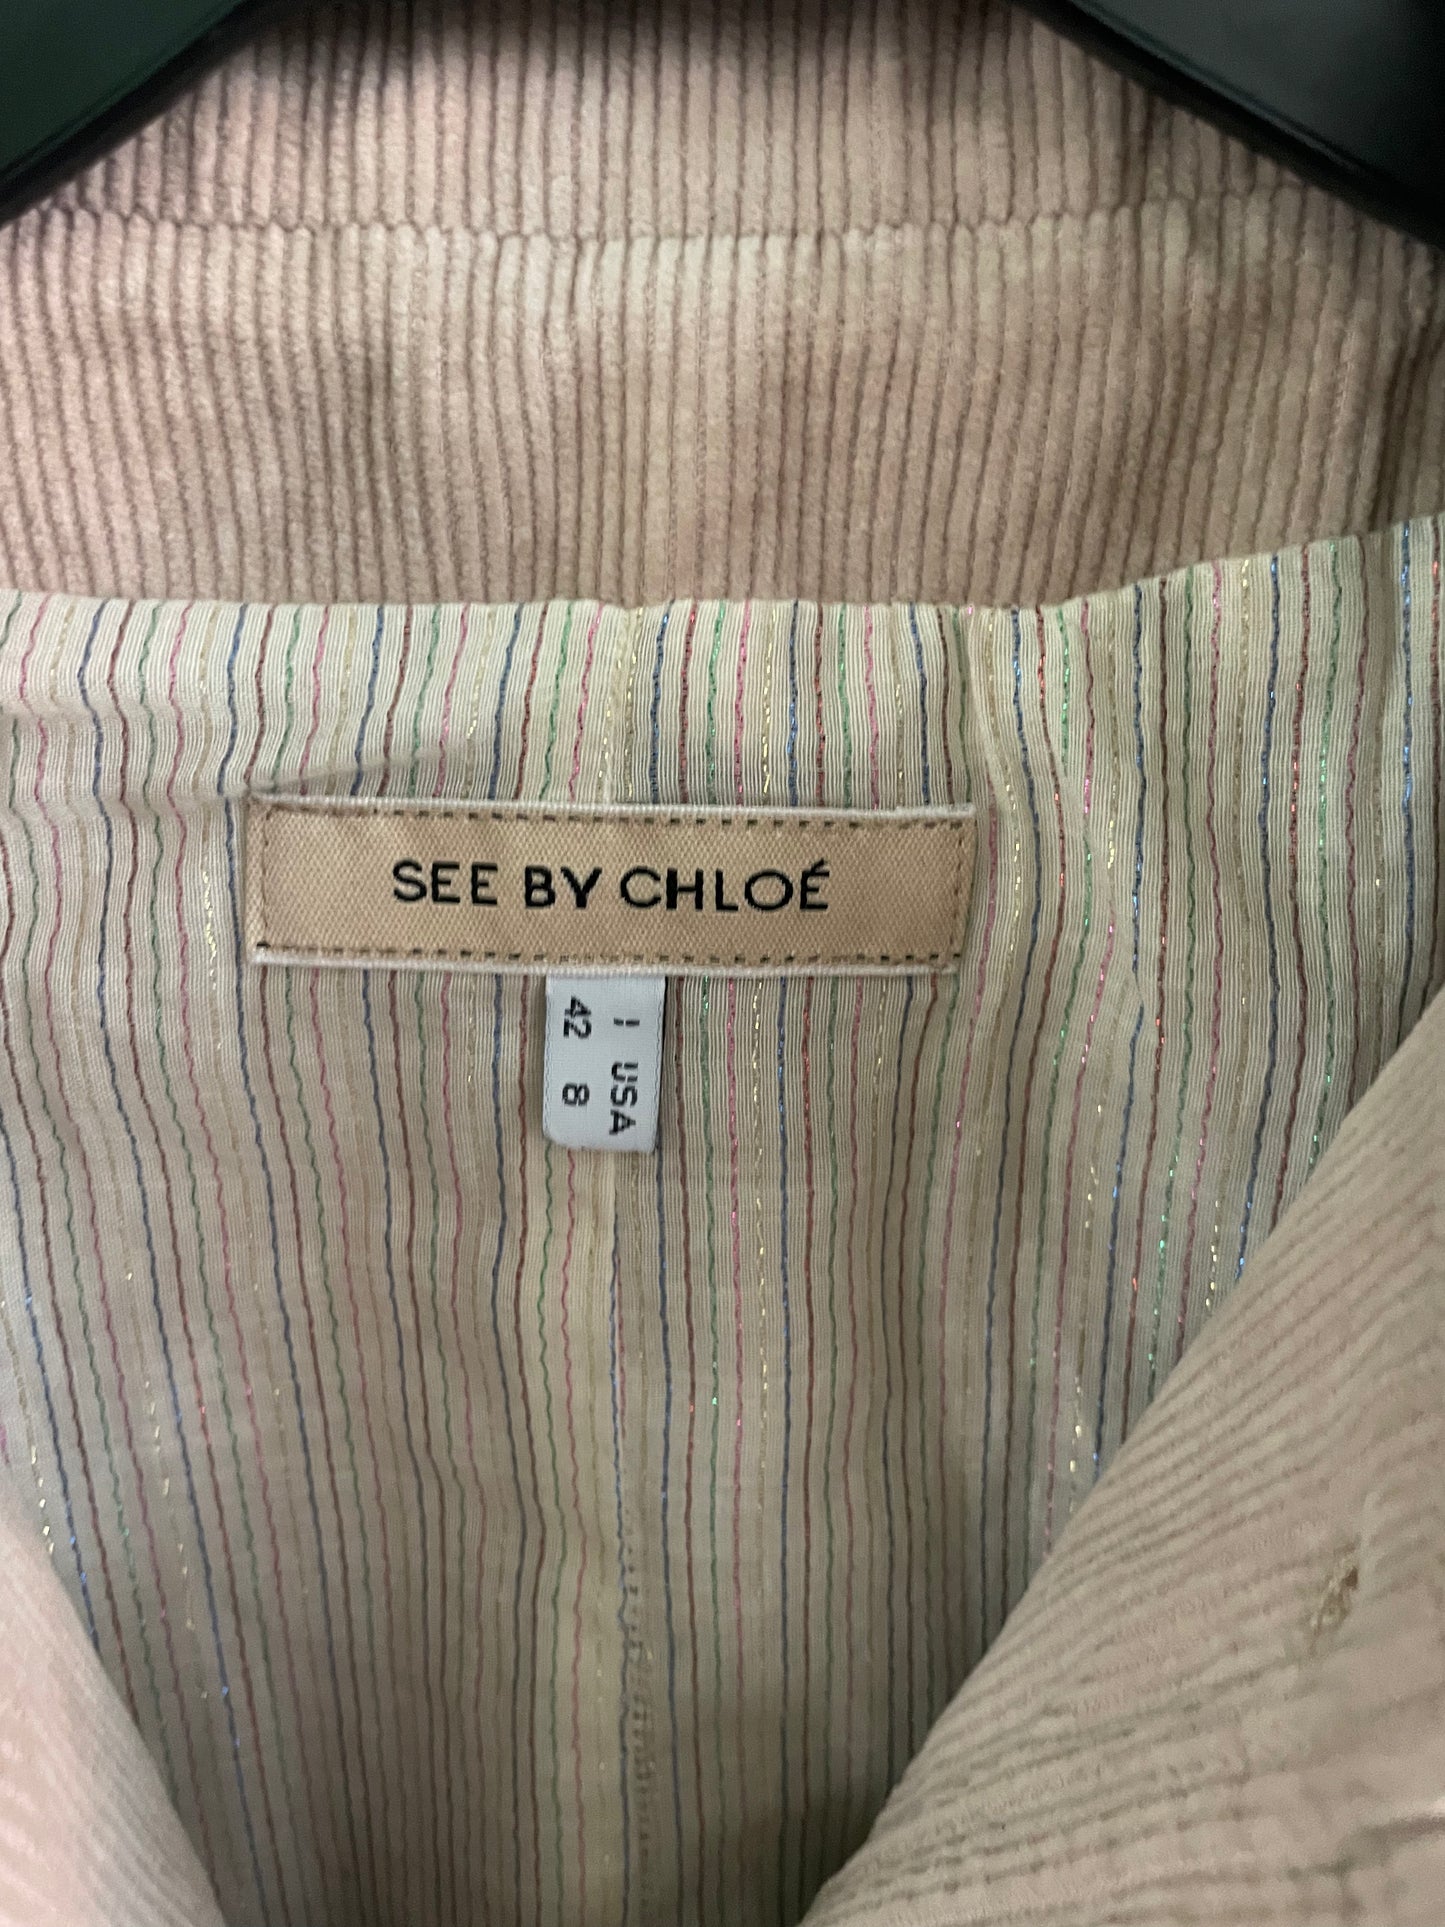 SEE BY CHLOÉ
I USA
42 8